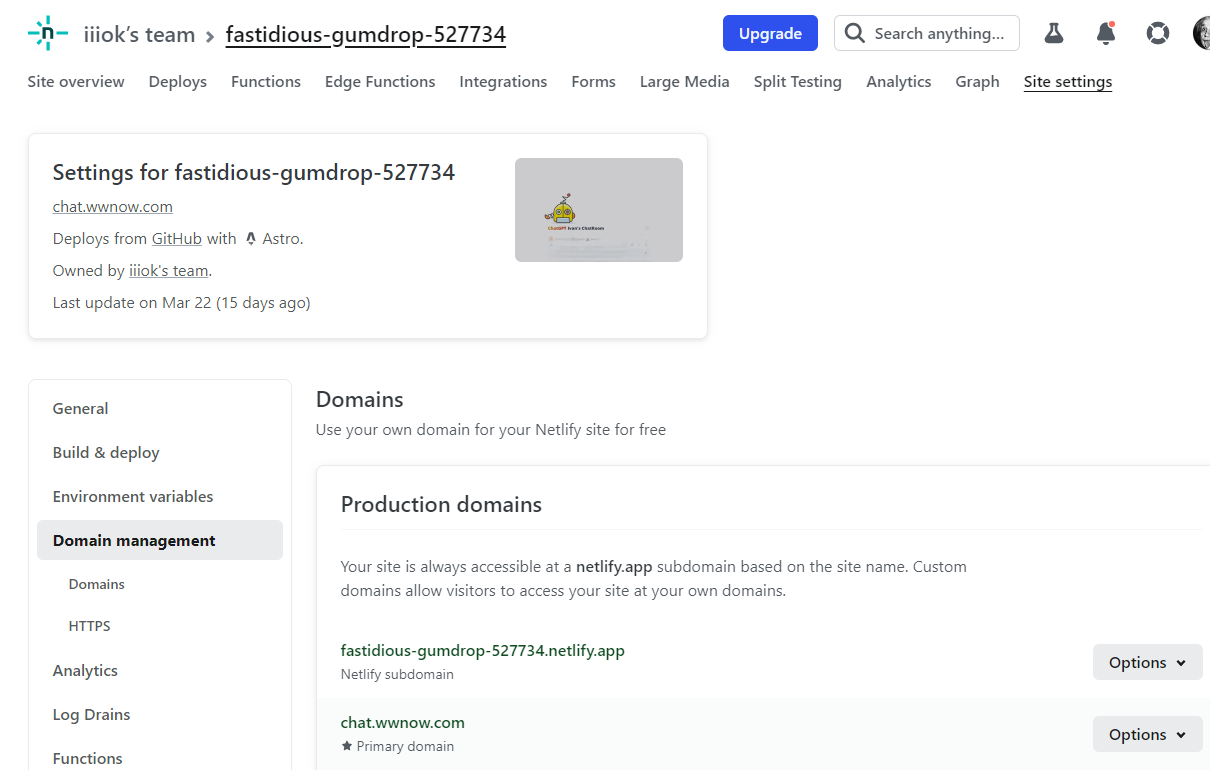 n iiiok's team > fastidious-gumdrop-527734 Upgrade Search anything...
Site overview Deploys Functions Edge Functions Integrations Forms Large Media Split Testing Analytics Graph Site settings
Settings for fastidious-gumdrop-527734
chat.wwnow.com
Deploys from GitHub with Astro.
Owned by iiiok's team.
Last update on Mar 22 (15 days ago)
ChatGPT Ivan's ChatRoom
General
Build & deploy
Environment variables
Domain management
Domains
HTTPS
Analytics
Log Drains
Functions
Domains
Use your own domain for your Netlify site for free
Production domains
Your site is always accessible at a netlify.app subdomain based on the site name. Custom
domains allow visitors to access your site at your own domains.
fastidious-gumdrop-527734.netlify.app
Netlify subdomain
Options
chat.wwnow.com
★ Primary domain
Options